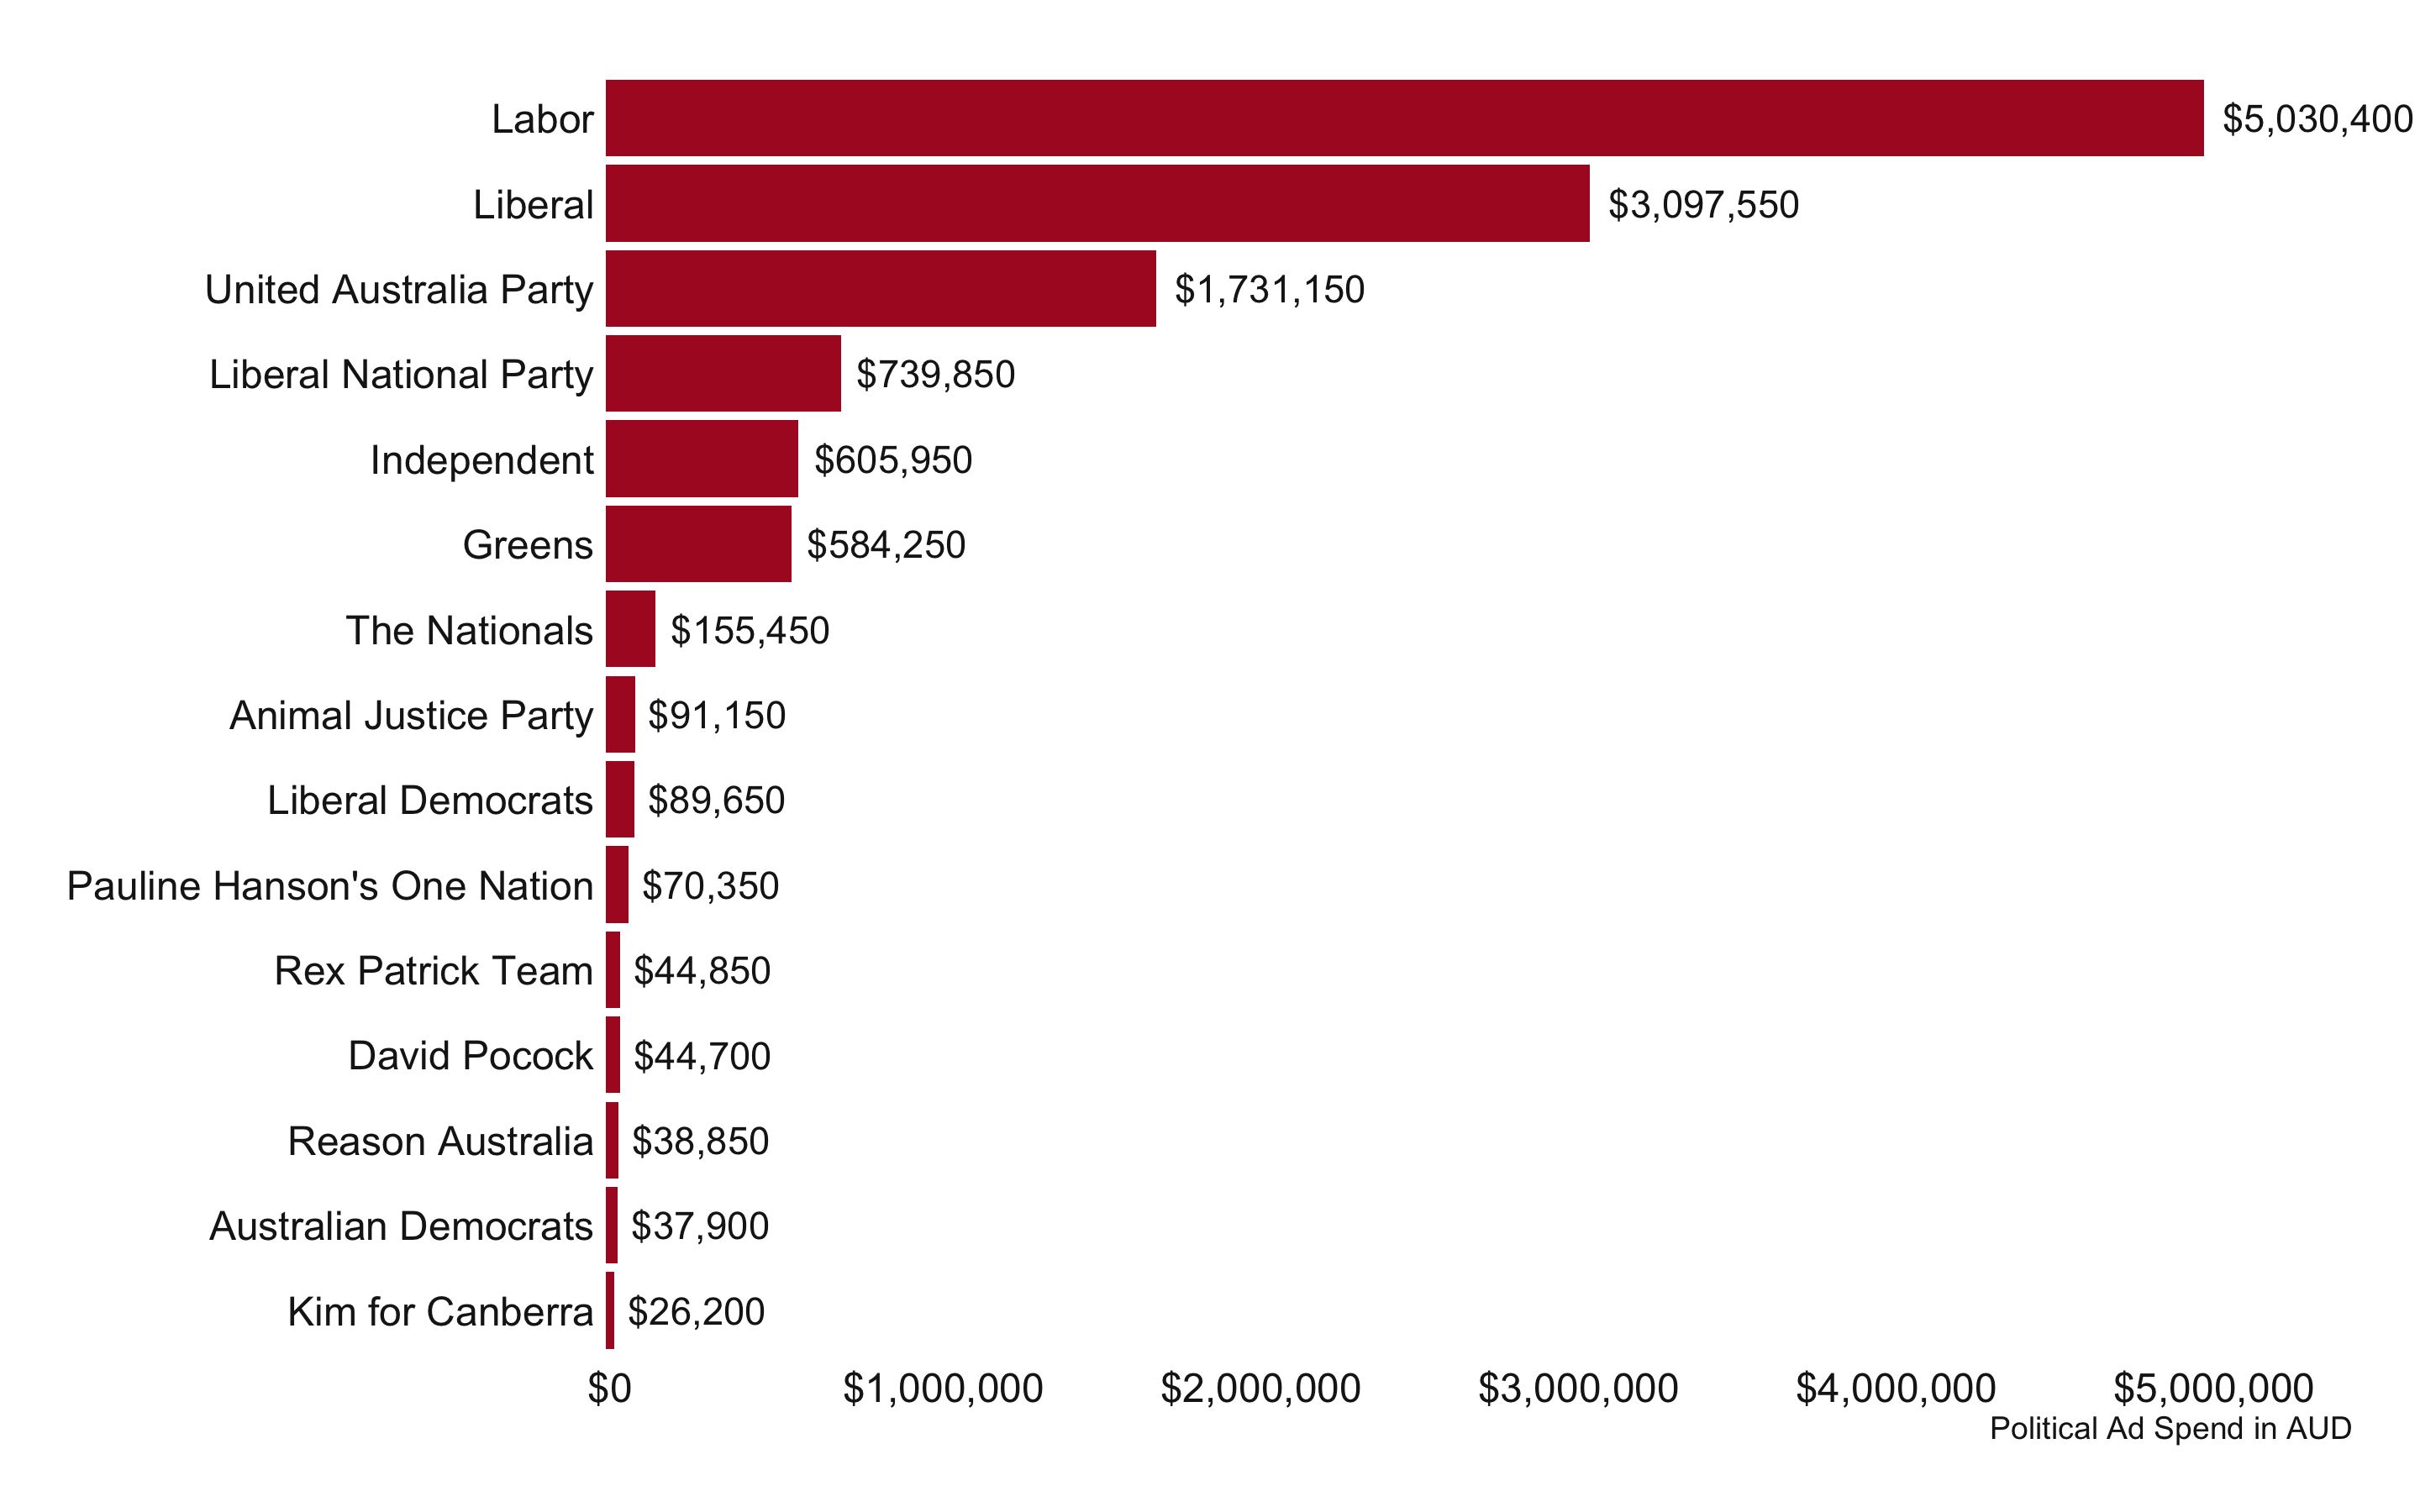 Labor $5,030,400
Liberal $3,097,550
United Australia Party $1,731,150
Liberal National Party $739,850
Independent $605,950
Greens $584,250
The Nationals $155,450
Animal Justice Party $91,150
Liberal Democrats $89,650
Pauline Hanson's One Nation $70,350
Rex Patrick Team $44,850
David Pocock $44,700
Reason Australia $38,850
Australian Democrats $37,900
Kim for Canberra $26,200
$0 $1,000,000 $2,000,000 $3,000,000 $4,000,000 $5,000,000
Political Ad Spend in AUD